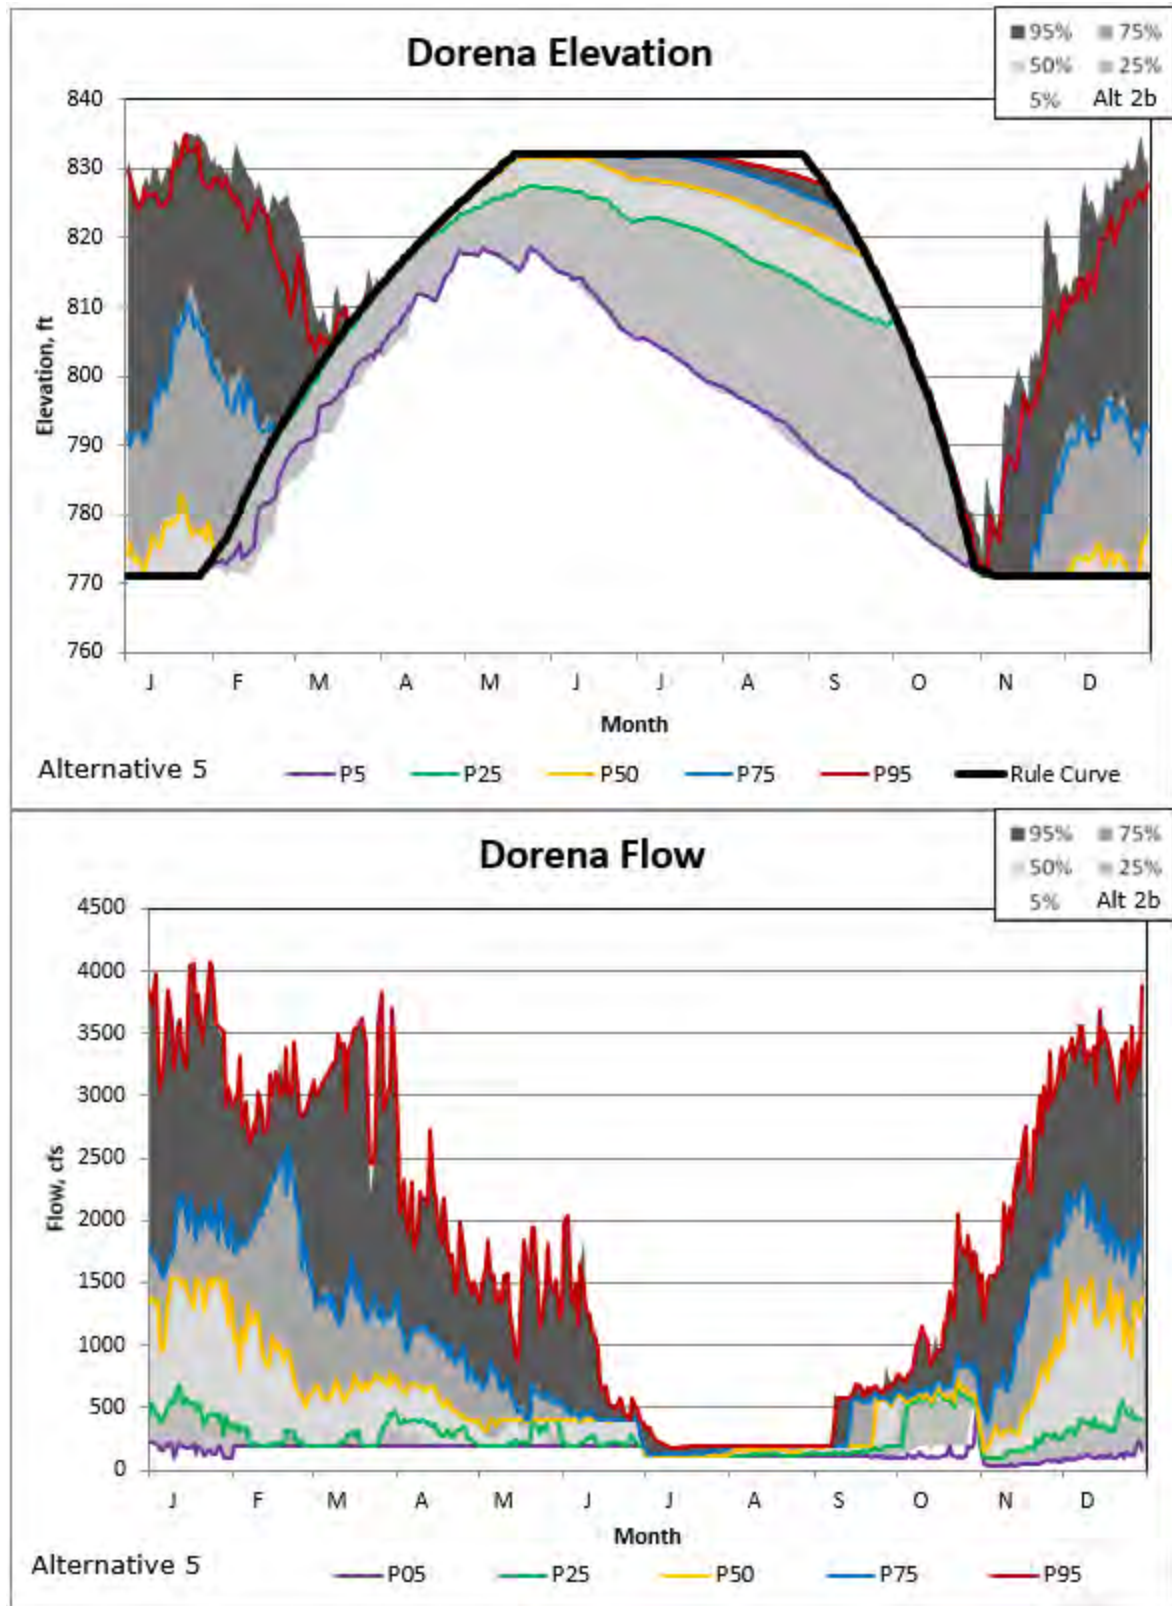 Dorena Elevation
95% 75%
50% 25%
5% Alt 2b
840
830
820
810
800
790
780
770
760
Elevation, ft
J F M A M J J A S O N D
Month
Alternative 5 P5 P25 P50 P75 P95 Rule Curve
Dorena Flow
95% 75%
50% 25%
5% Alt 2b
4500
4000
3500
3000
2500
2000
1500
1000
500
0
Flow, cfs
J F M A M J J A S O N D
Month
Alternative 5 P05 P25 P50 P75 P95